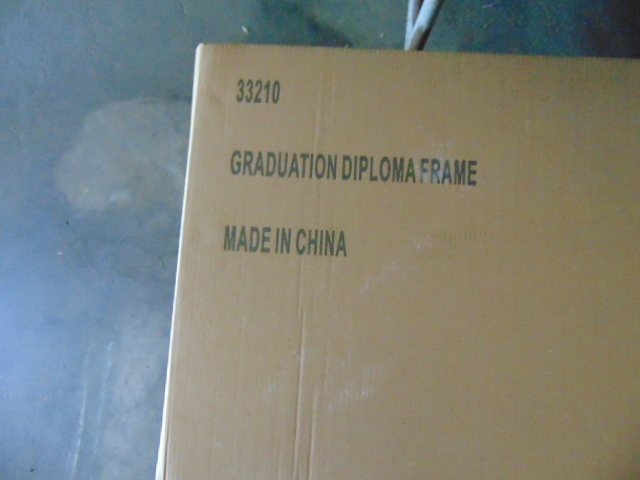 33210
GRADUATION DIPLOMA FRAME
MADE IN CHINA